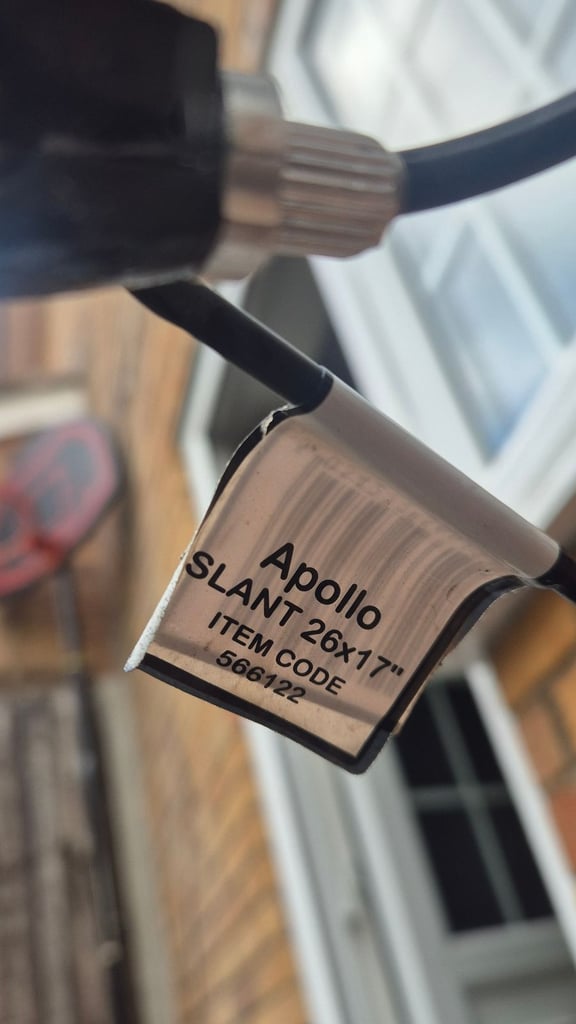 Apollo
SLANT 26x17"
ITEM CODE
566122